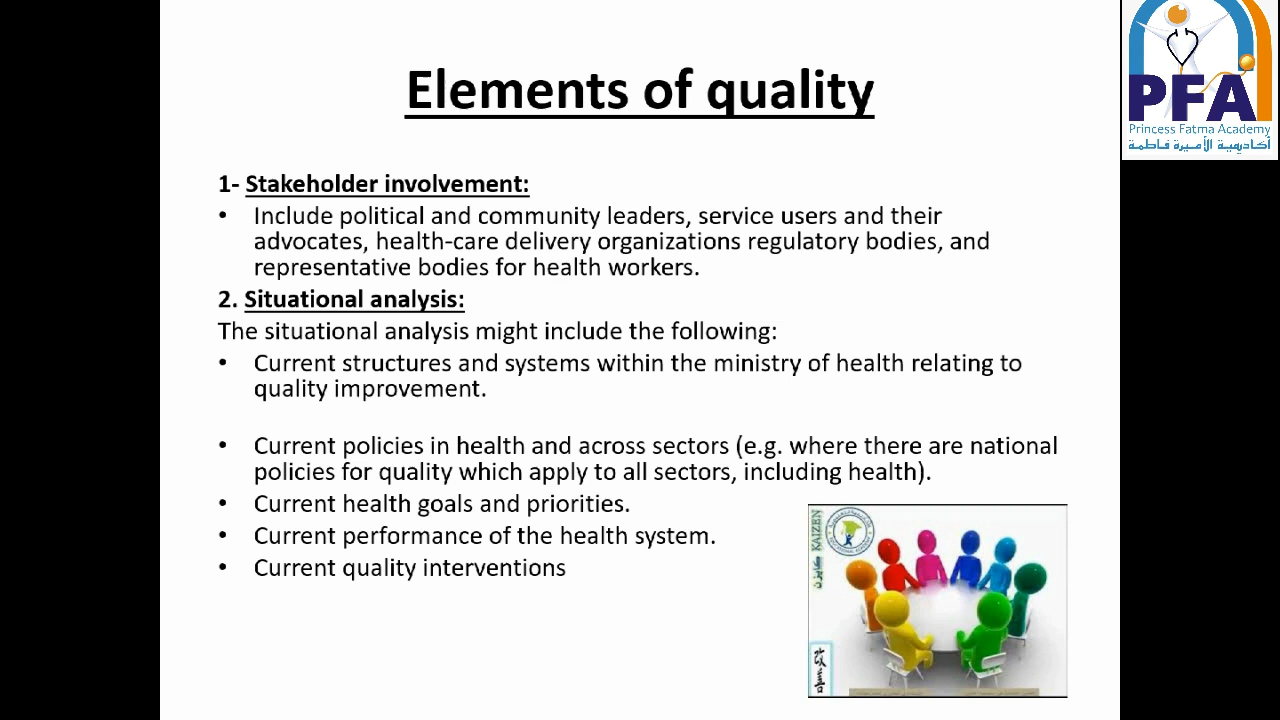 PFA
Princess Fatma Academy
أكاديمية الأميرة فاطمة
Elements of quality
1- Stakeholder involvement:
• Include political and community leaders, service users and their
advocates, health-care delivery organizations regulatory bodies, and
representative bodies for health workers.
2. Situational analysis:
The situational analysis might include the following:
• Current structures and systems within the ministry of health relating to
quality improvement.
• Current policies in health and across sectors (e.g. where there are national
policies for quality which apply to all sectors, including health).
• Current health goals and priorities.
• Current performance of the health system.
• Current quality interventions
كايزن KAIZEN